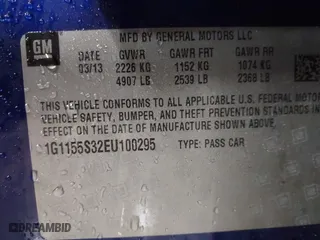 GM
MFD BY GENERAL MOTORS LLC
DATE GVWR GAWR FRT GAWR RR
03/13 2226 KG 1152 KG 1074 KG
4907 LB 2539 LB 2368 LB
THIS VEHICLE CONFORMS TO ALL APPLICABLE U.S. FEDERAL MOTOR
VEHICLE SAFETY, BUMPER, AND THEFT PREVENTION STANDARDS IN
EFFECT ON THE DATE OF MANUFACTURE SHOWN ABOVE.
1G1155S32EU100295 TYPE: PASS CAR
DREAMBID